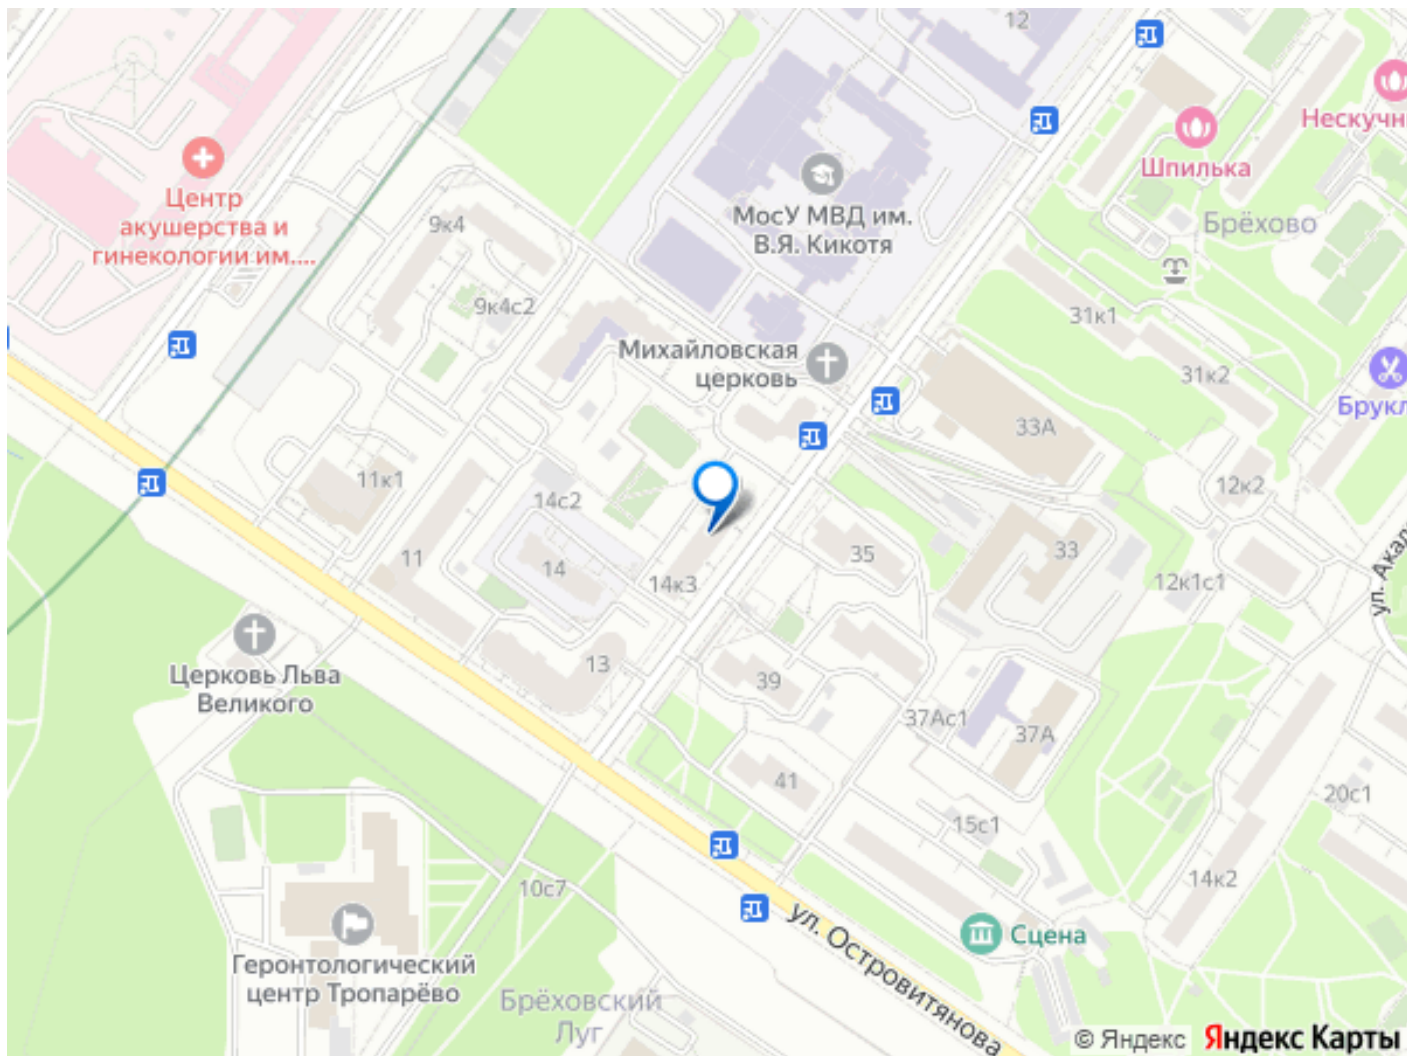 12
Нескучн
Шпилька
Центр
акушерства и
гинекологии им....
МосУ МВД им.
В.Я. Кикотя
Брёхово
9к4
9к4с2
31к1
Михайловская
церковь
31к2
Брукл
33А
11к1
12к2
14с2
ул. Акад
11
14
35
33
14к3
12к1с1
13
Церковь Льва
Великого
39
37Ас1
37А
41
20с1
15с1
10с7
14к2
ул. Островитянова
Сцена
Геронтологический
центр Тропарёво
Брёховский
Луг
© Яндекс Яндекс Карты